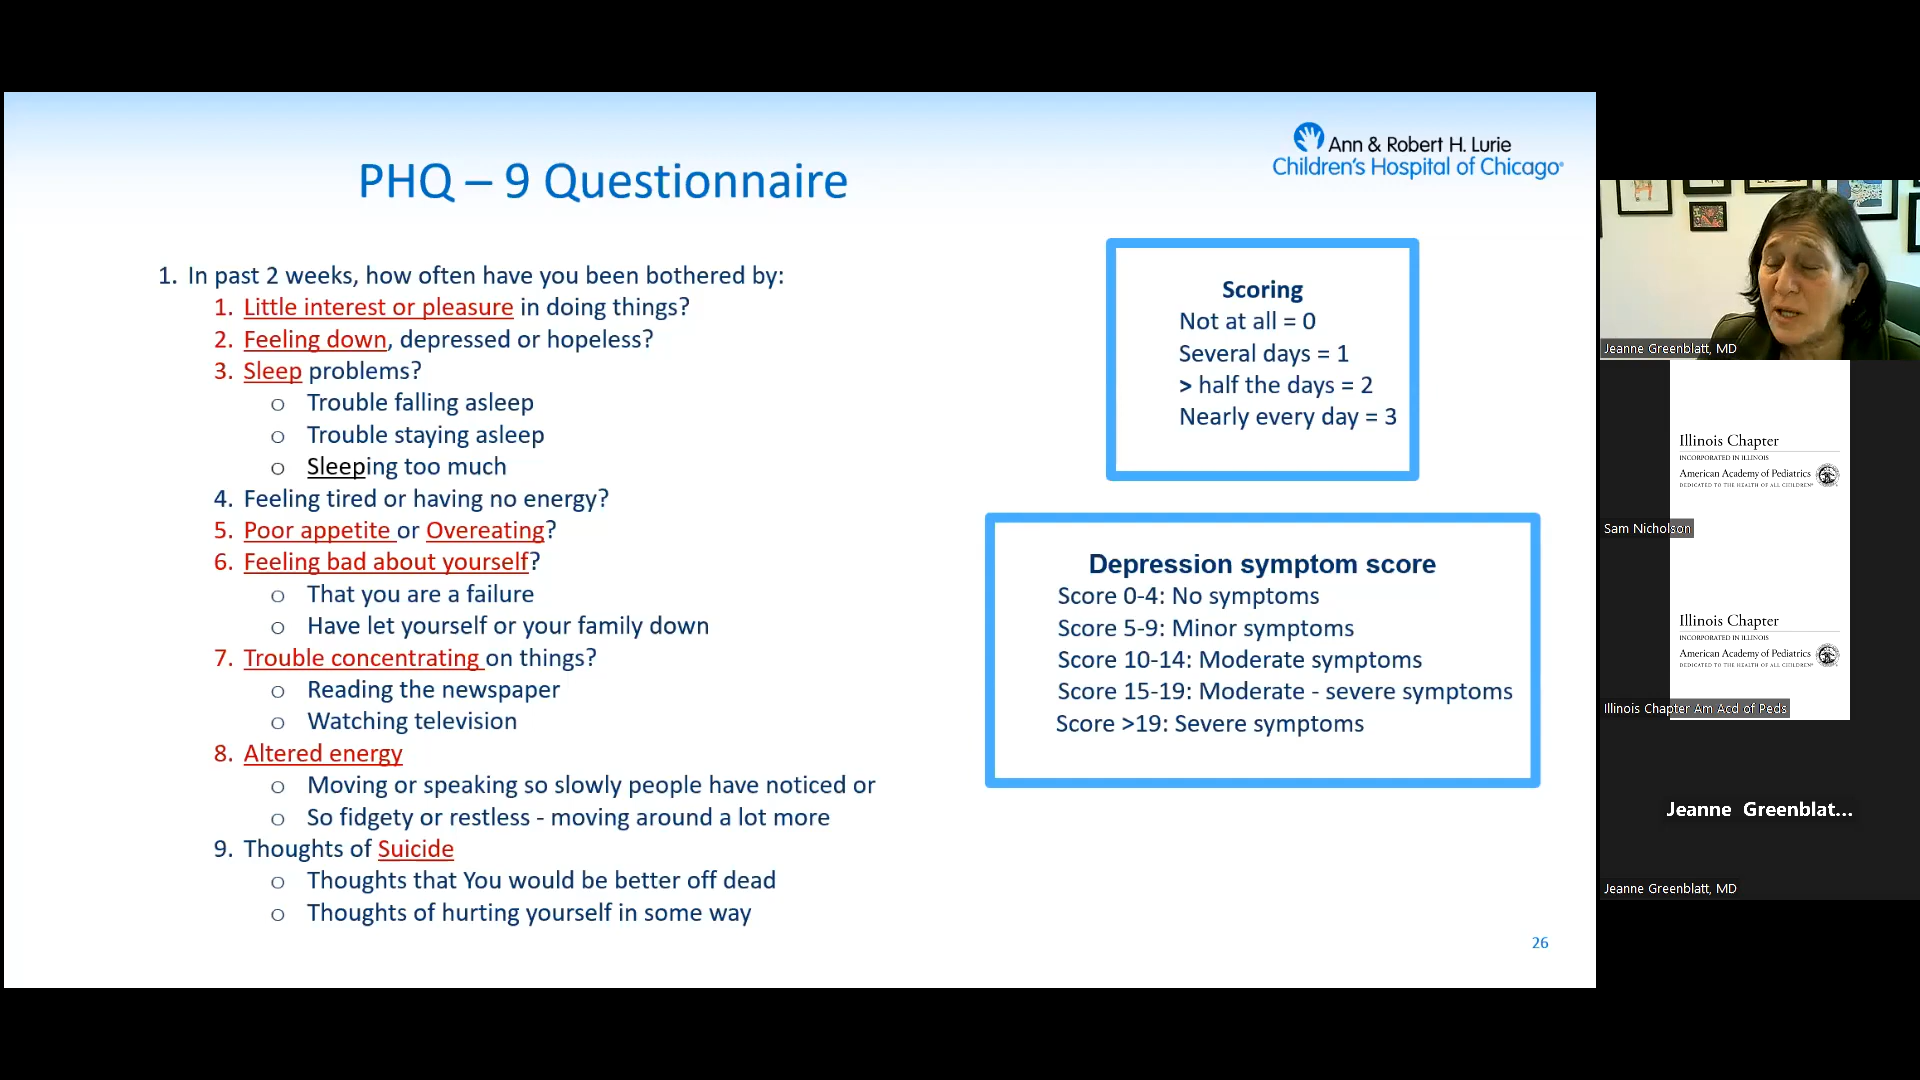 Ann & Robert H. Lurie
Children's Hospital of Chicago®
PHQ – 9 Questionnaire
1. In past 2 weeks, how often have you been bothered by:
1. Little interest or pleasure in doing things?
2. Feeling down, depressed or hopeless?
3. Sleep problems?
o Trouble falling asleep
o Trouble staying asleep
o Sleeping too much
4. Feeling tired or having no energy?
5. Poor appetite or Overeating?
6. Feeling bad about yourself?
o That you are a failure
o Have let yourself or your family down
7. Trouble concentrating on things?
o Reading the newspaper
o Watching television
8. Altered energy
o Moving or speaking so slowly people have noticed or
o So fidgety or restless - moving around a lot more
9. Thoughts of Suicide
o Thoughts that You would be better off dead
o Thoughts of hurting yourself in some way
Scoring
Not at all = 0
Several days = 1
> half the days = 2
Nearly every day = 3
Depression symptom score
Score 0-4: No symptoms
Score 5-9: Minor symptoms
Score 10-14: Moderate symptoms
Score 15-19: Moderate - severe symptoms
Score >19: Severe symptoms
26
Jeanne Greenblatt, MD
Illinois Chapter
INCORPORATED IN ILLINOIS
American Academy of Pediatrics
DEDICATED TO THE HEALTH OF ALL CHILDREN®
Sam Nicholson
Illinois Chapter
INCORPORATED IN ILLINOIS
American Academy of Pediatrics
DEDICATED TO THE HEALTH OF ALL CHILDREN®
Illinois Chapter Am Acd of Peds
Jeanne Greenblat...
Jeanne Greenblatt, MD